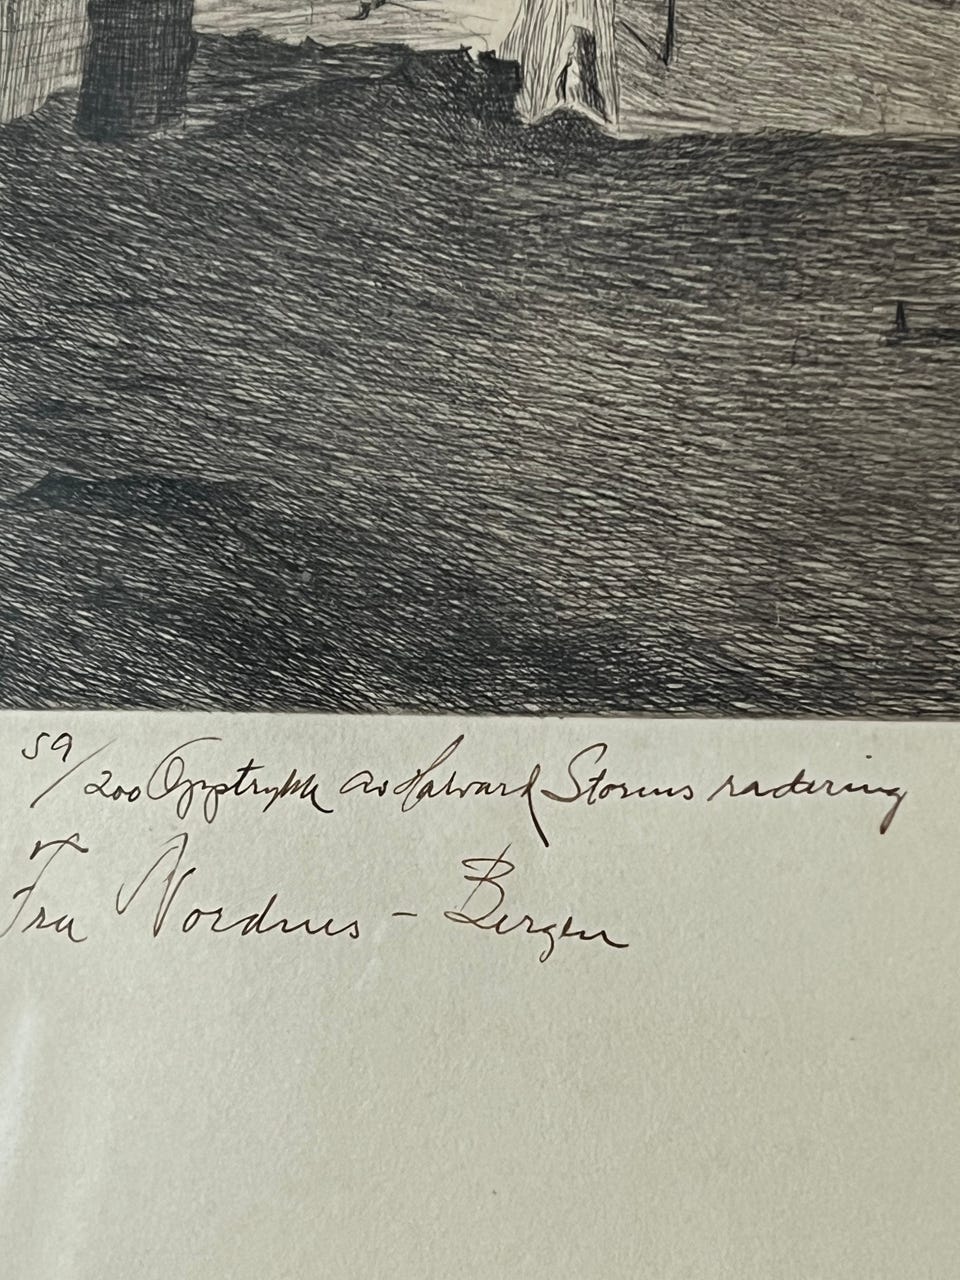 59/200 Opptrykk av Halvard Storms radering
Fra Nordnes - Bergen